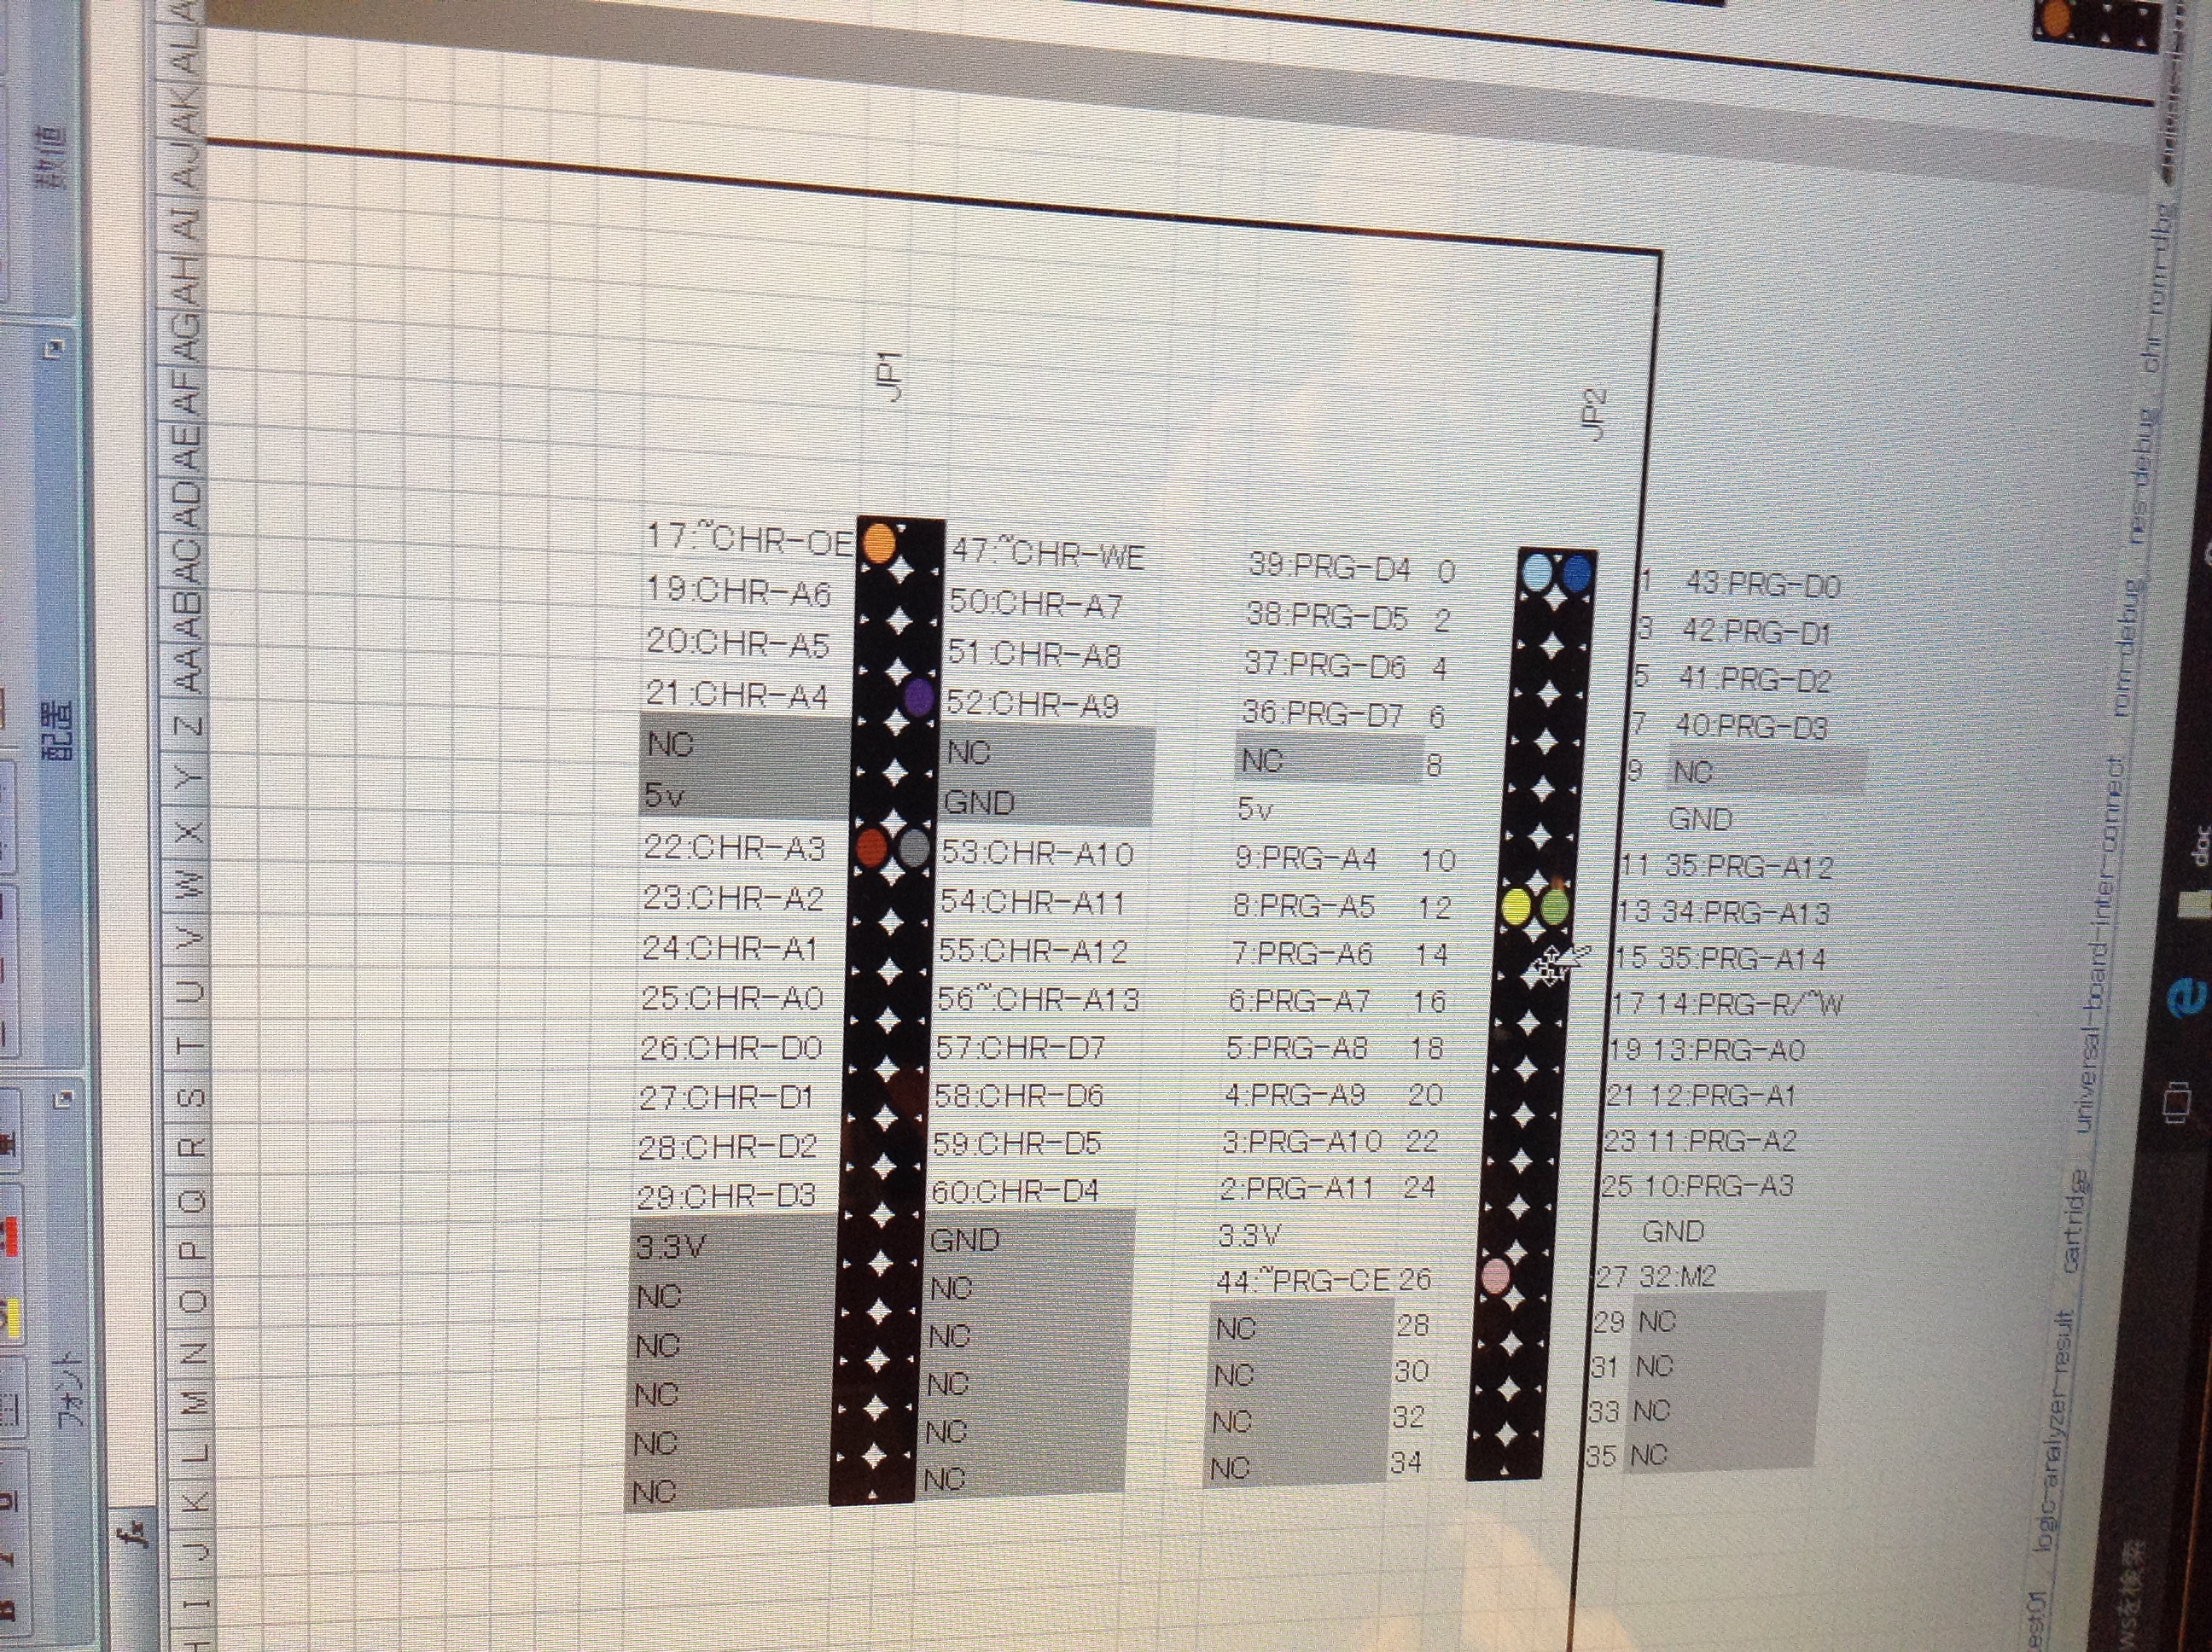 フォント
配置
数値
fx
H I J K L M N O P Q R S T U V W X Y Z AA AB AC AD AE AF AG AH AI AJ AK AL
JP1
17:^CHR-OE
19:CHR-A6
20:CHR-A5
21:CHR-A4
NC
5v
22:CHR-A3
23:CHR-A2
24:CHR-A1
25:CHR-A0
26:CHR-D0
27:CHR-D1
28:CHR-D2
29:CHR-D3
3.3V
NC
NC
NC
NC
NC
47:^CHR-WE
50:CHR-A7
51:CHR-A8
52:CHR-A9
NC
GND
53:CHR-A10
54:CHR-A11
55:CHR-A12
56^CHR-A13
57:CHR-D7
58:CHR-D6
59:CHR-D5
60:CHR-D4
GND
NC
NC
NC
NC
NC
JP2
39:PRG-D4 0
38:PRG-D5 2
37:PRG-D6 4
36:PRG-D7 6
NC 8
5v
9:PRG-A4 10
8:PRG-A5 12
7:PRG-A6 14
6:PRG-A7 16
5:PRG-A8 18
4:PRG-A9 20
3:PRG-A10 22
2:PRG-A11 24
3.3V
44:^PRG-CE 26
NC 28
NC 30
NC 32
NC 34
1 43:PRG-D0
3 42:PRG-D1
5 41:PRG-D2
7 40:PRG-D3
9 NC
GND
11 35:PRG-A12
13 34:PRG-A13
15 35:PRG-A14
17 14:PRG-R/^W
19 13:PRG-A0
21 12:PRG-A1
23 11:PRG-A2
25 10:PRG-A3
GND
27 32:M2
29 NC
31 NC
33 NC
35 NC
test01 logic-analyzer-result cartridge universal-board-inter-connect rom-debug nes-debug chr-rom-dbg
wsを検索
doc